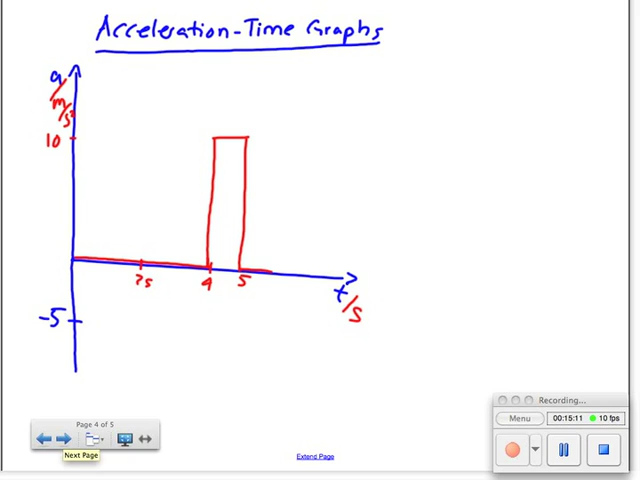 Acceleration-Time Graphs
a/m/s²
10
2s
4
5
t/s
-5
Page 4 of 5
Next Page
Extend Page
Recording...
Menu
00:15:11
10 fps